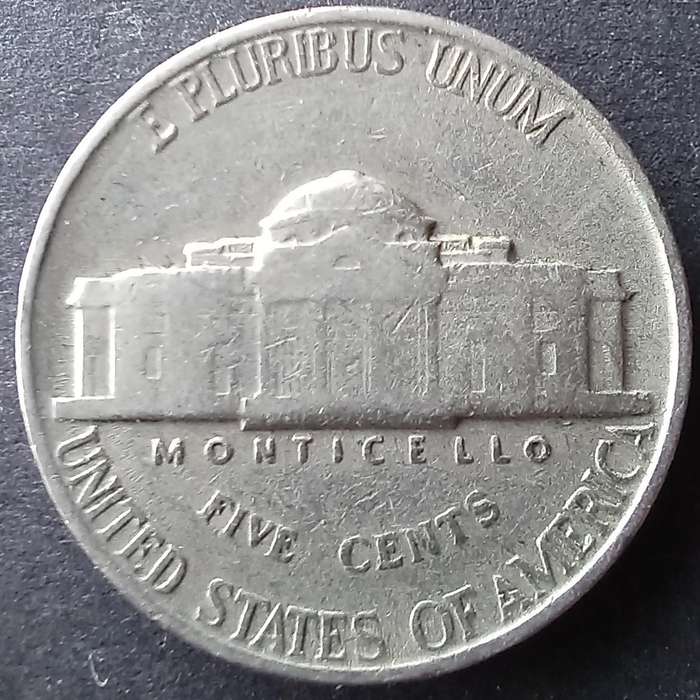 E PLURIBUS UNUM
MONTICELLO
FIVE CENTS
UNITED STATES OF AMERICA